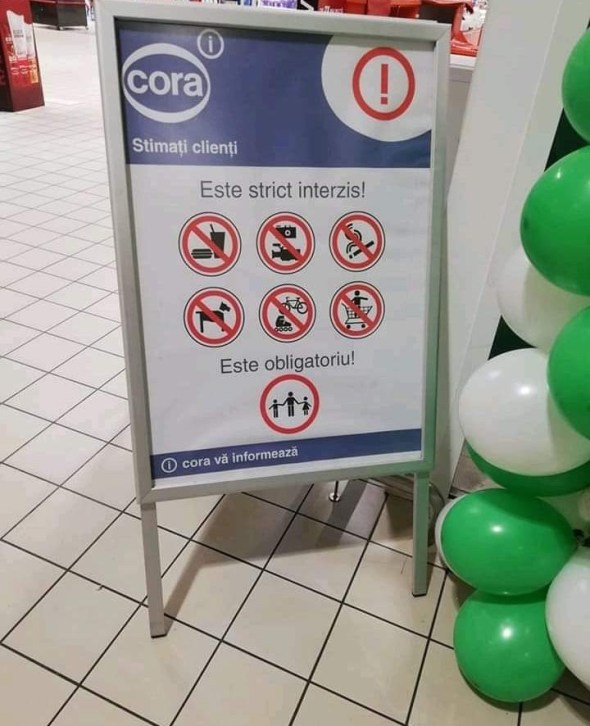 cora
i
Stimați clienți
Este strict interzis!
Este obligatoriu!
i cora vă informează